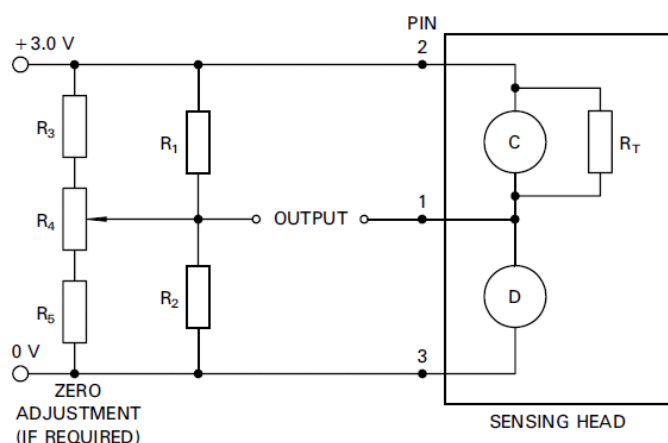 PIN
+3.0 V
2
R3
R1
C
RT
R4
OUTPUT
1
R5
R2
D
0 V
3
ZERO
ADJUSTMENT
(IF REQUIRED)
SENSING HEAD